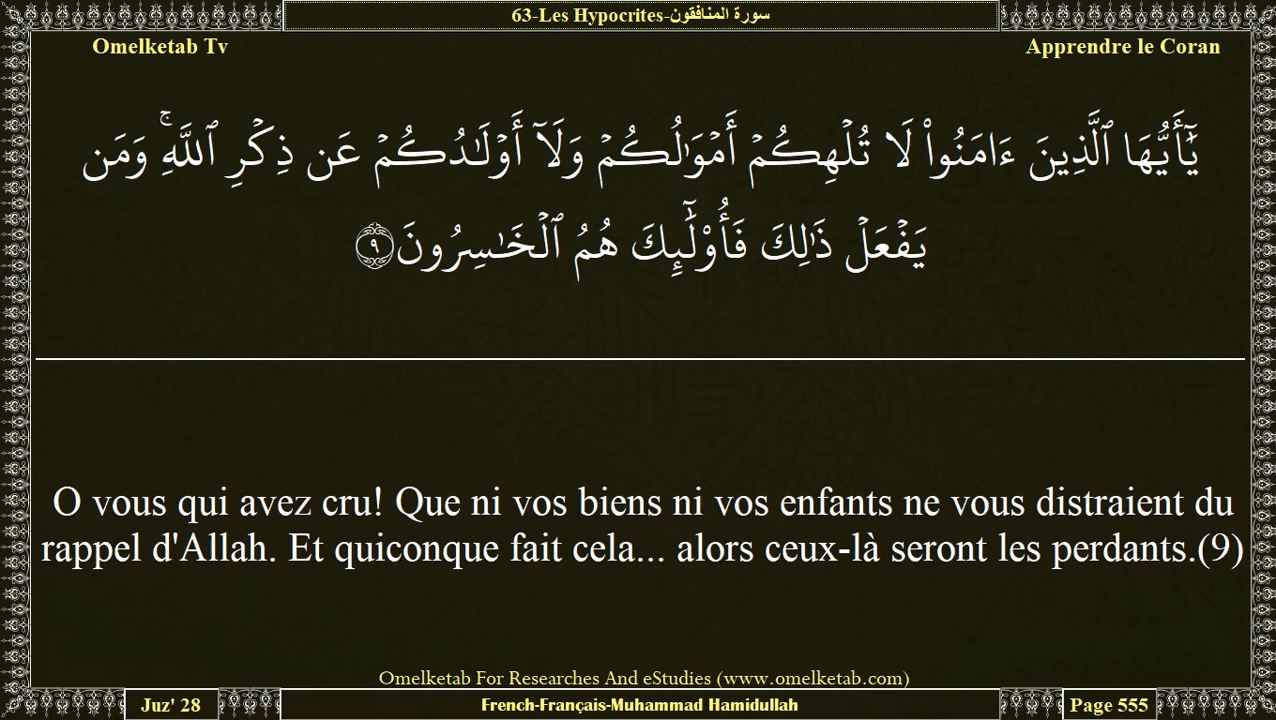 63-Les Hypocrites-سورة المنافقون
Omelketab Tv
Apprendre le Coran
يَٰٓأَيُّهَا ٱلَّذِينَ ءَامَنُوا۟ لَا تُلْهِكُمْ أَمْوَٰلُكُمْ وَلَآ أَوْلَٰدُكُمْ عَن ذِكْرِ ٱللَّهِ ۚ وَمَن
يَفْعَلْ ذَٰلِكَ فَأُو۟لَٰٓئِكَ هُمُ ٱلْخَٰسِرُونَ ٩
O vous qui avez cru! Que ni vos biens ni vos enfants ne vous distraient du
rappel d'Allah. Et quiconque fait cela... alors ceux-là seront les perdants.(9)
Omelketab For Researches And eStudies (www.omelketab.com)
Juz' 28
French-Français-Muhammad Hamidullah
Page 555